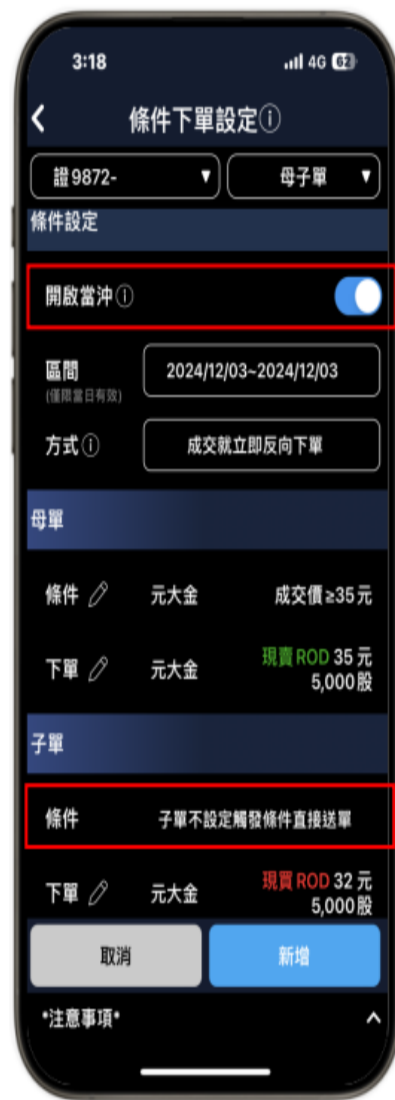 3:18
4G 62
條件下單設定ⓘ
證9872- ▼ 母子單 ▼
條件設定
開啟當沖ⓘ
區間 2024/12/03~2024/12/03
(僅限當日有效)
方式ⓘ 成交就立即反向下單
母單
條件 元大金 成交價≥35元
下單 元大金 現賣 ROD 35 元
5,000股
子單
條件 子單不設定觸發條件直接送單
下單 元大金 現買 ROD 32 元
5,000股
取消 新增
*注意事項*